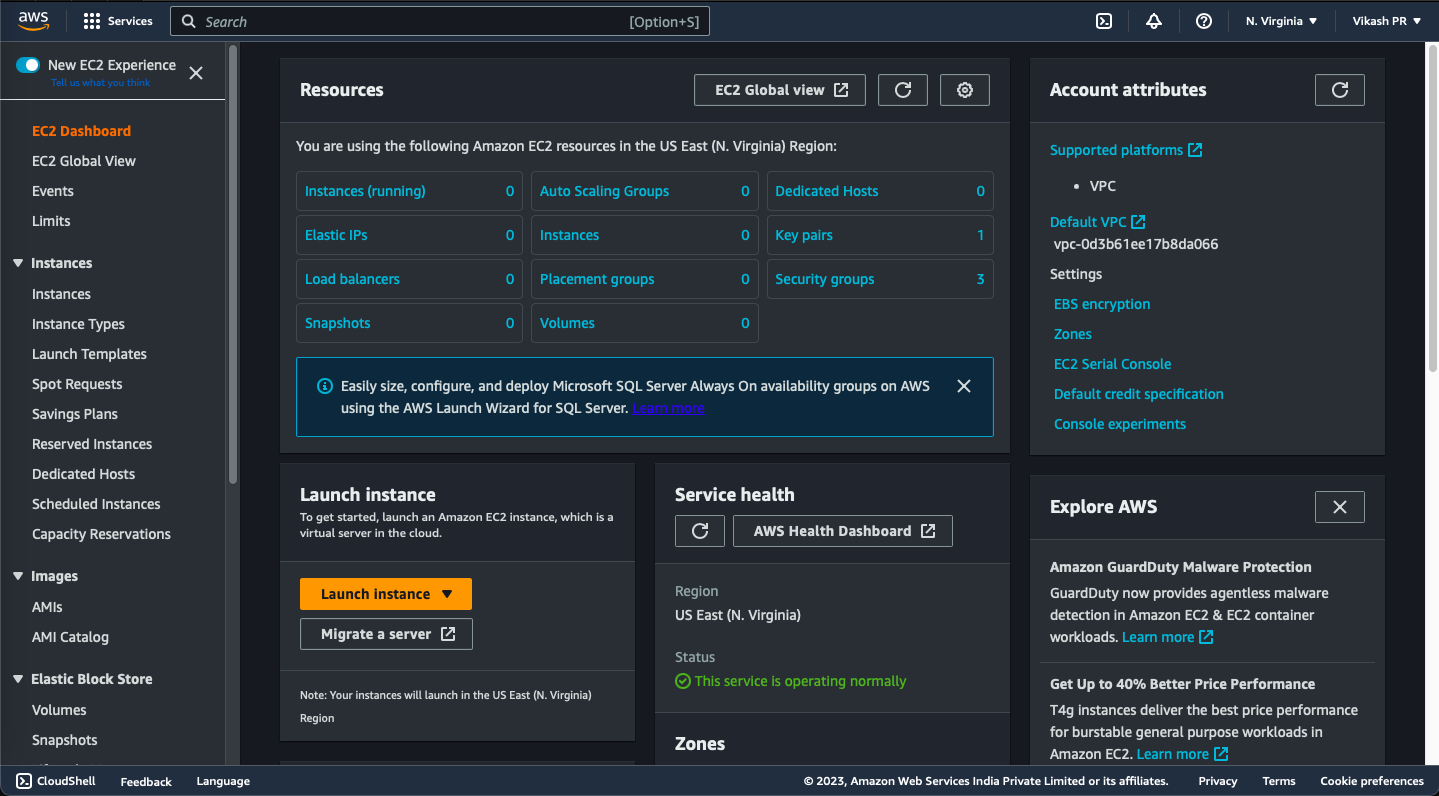 aws
Services
Search [Option+S]
N. Virginia
Vikash PR
New EC2 Experience
Tell us what you think
EC2 Dashboard
EC2 Global View
Events
Limits
Instances
Instances
Instance Types
Launch Templates
Spot Requests
Savings Plans
Reserved Instances
Dedicated Hosts
Scheduled Instances
Capacity Reservations
Images
AMIs
AMI Catalog
Elastic Block Store
Volumes
Snapshots
Resources
EC2 Global view
You are using the following Amazon EC2 resources in the US East (N. Virginia) Region:
Instances (running) 0
Auto Scaling Groups 0
Dedicated Hosts 0
Elastic IPs 0
Instances 0
Key pairs 1
Load balancers 0
Placement groups 0
Security groups 3
Snapshots 0
Volumes 0
Easily size, configure, and deploy Microsoft SQL Server Always On availability groups on AWS
using the AWS Launch Wizard for SQL Server. Learn more
Launch instance
To get started, launch an Amazon EC2 instance, which is a
virtual server in the cloud.
Launch instance
Migrate a server
Note: Your instances will launch in the US East (N. Virginia)
Region
Service health
AWS Health Dashboard
Region
US East (N. Virginia)
Status
This service is operating normally
Zones
Account attributes
Supported platforms
• VPC
Default VPC
vpc-0d3b61ee17b8da066
Settings
EBS encryption
Zones
EC2 Serial Console
Default credit specification
Console experiments
Explore AWS
Amazon GuardDuty Malware Protection
GuardDuty now provides agentless malware
detection in Amazon EC2 & EC2 container
workloads. Learn more
Get Up to 40% Better Price Performance
T4g instances deliver the best price performance
for burstable general purpose workloads in
Amazon EC2. Learn more
CloudShell
Feedback
Language
© 2023, Amazon Web Services India Private Limited or its affiliates.
Privacy
Terms
Cookie preferences